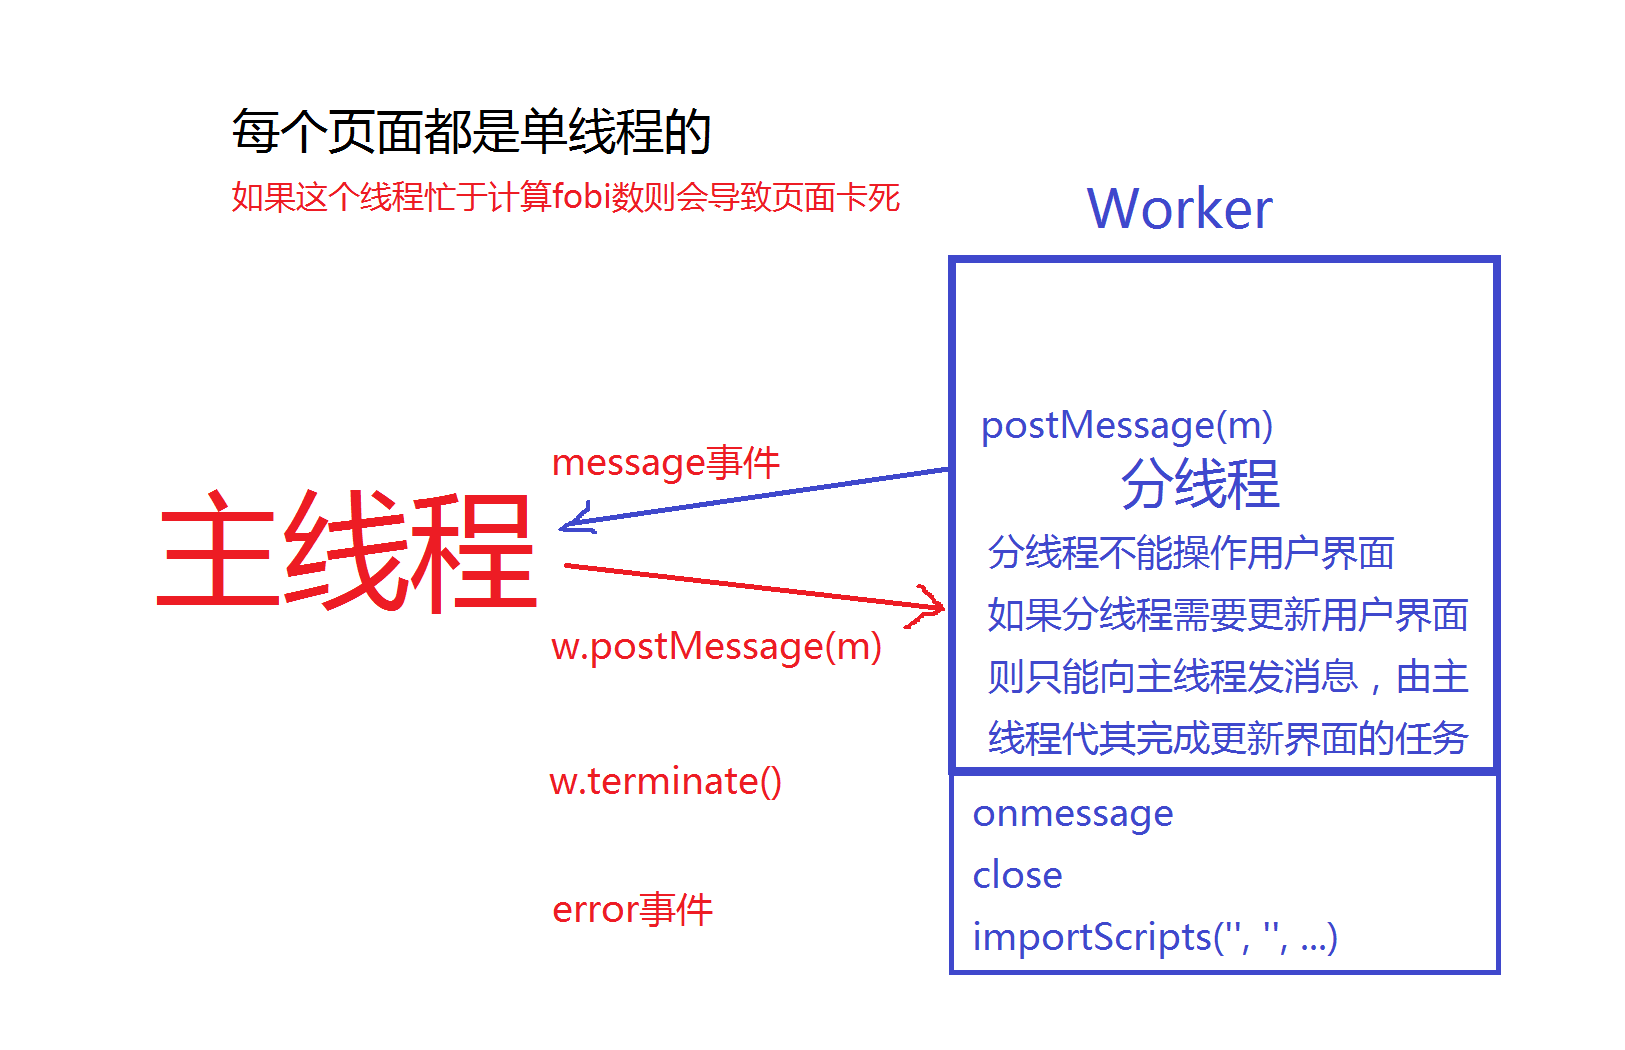 每个页面都是单线程的
如果这个线程忙于计算fobi数则会导致页面卡死
Worker
postMessage(m)
分线程
分线程不能操作用户界面
如果分线程需要更新用户界面
则只能向主线程发消息，由主
线程代其完成更新界面的任务
message事件
主线程
w.postMessage(m)
w.terminate()
error事件
onmessage
close
importScripts('', '', ...)